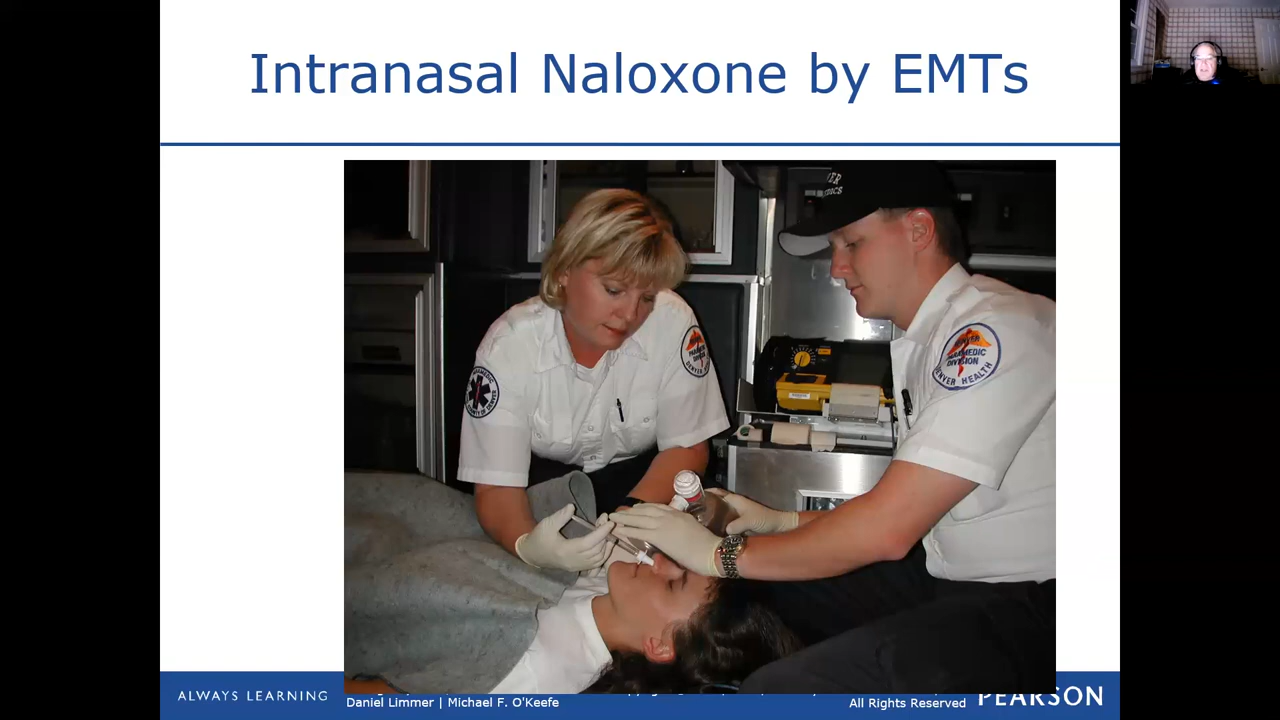 Intranasal Naloxone by EMTs
PARAMEDIC
DIVISION
DENVER HEALTH
ALWAYS LEARNING
Daniel Limmer | Michael F. O'Keefe
All Rights Reserved
PEARSON